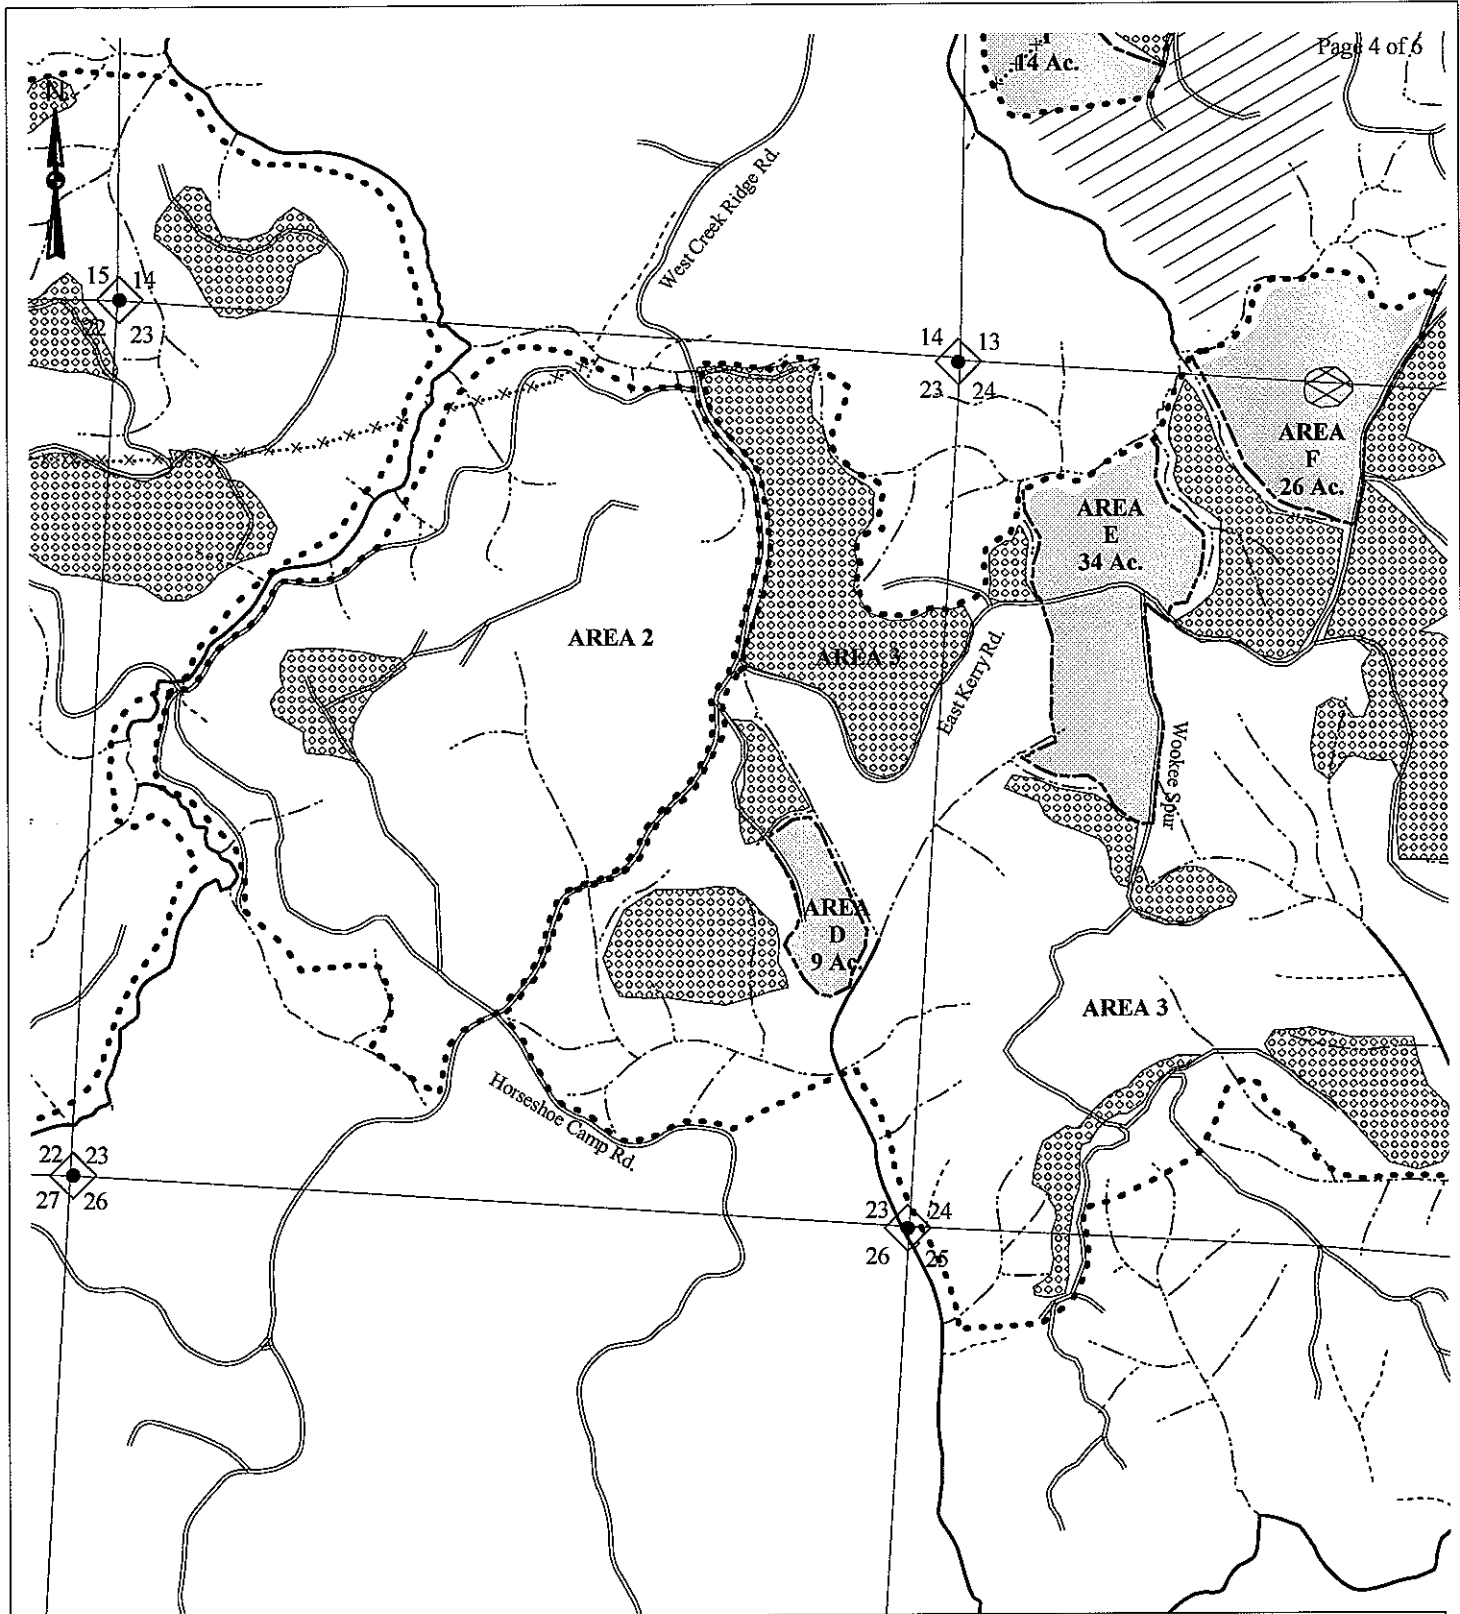 Page 4 of 6
14 Ac.
N
West Creek Ridge Rd.
15 14
22 23
14 13
23 24
AREA
F
26 Ac.
AREA
E
34 Ac.
AREA 2
AREA 3
East Kerry Rd.
Wookee Spur
AREA
D
9 Ac.
AREA 3
Horseshoe Camp Rd.
22 23
27 26
23 24
26 25